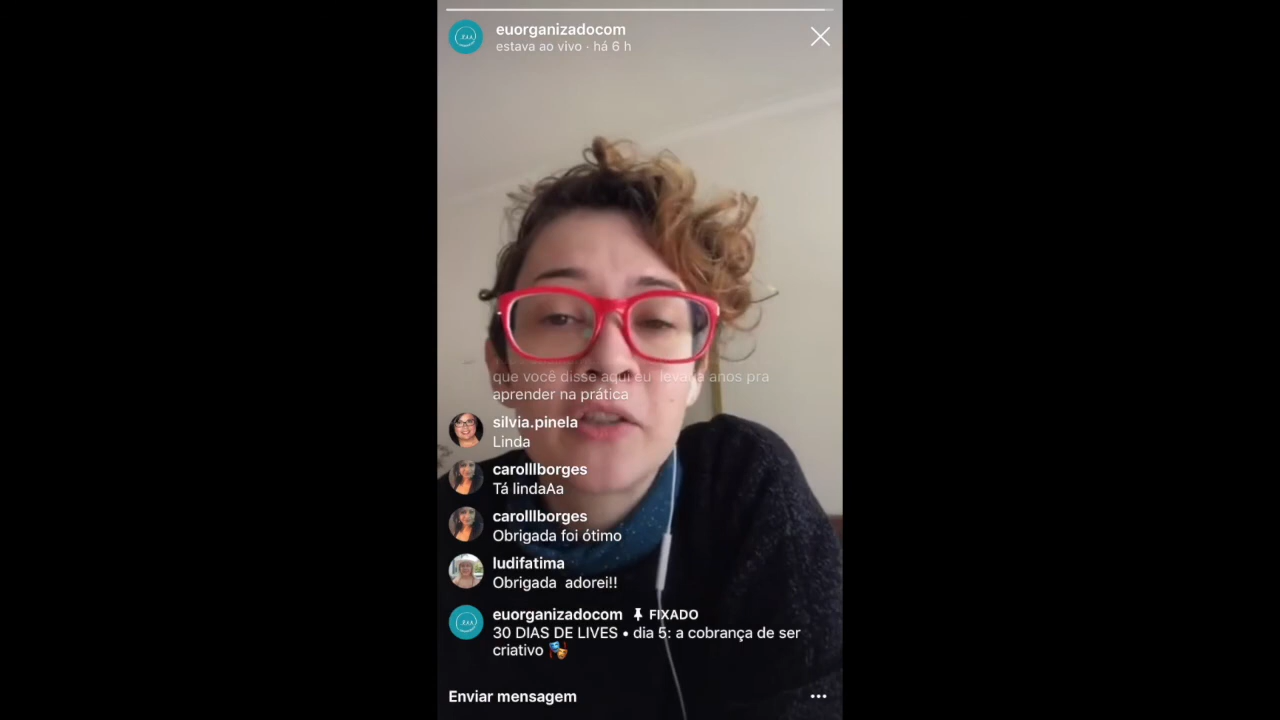 euorganizadocom
estava ao vivo · há 6 h
que você disse aqui eu levaria anos pra
aprender na prática
silvia.pinela
Linda
carolllborges
Tá lindaAa
carolllborges
Obrigada foi ótimo
ludifatima
Obrigada adorei!!
euorganizadocom FIXADO
30 DIAS DE LIVES • dia 5: a cobrança de ser
criativo 🎭
Enviar mensagem